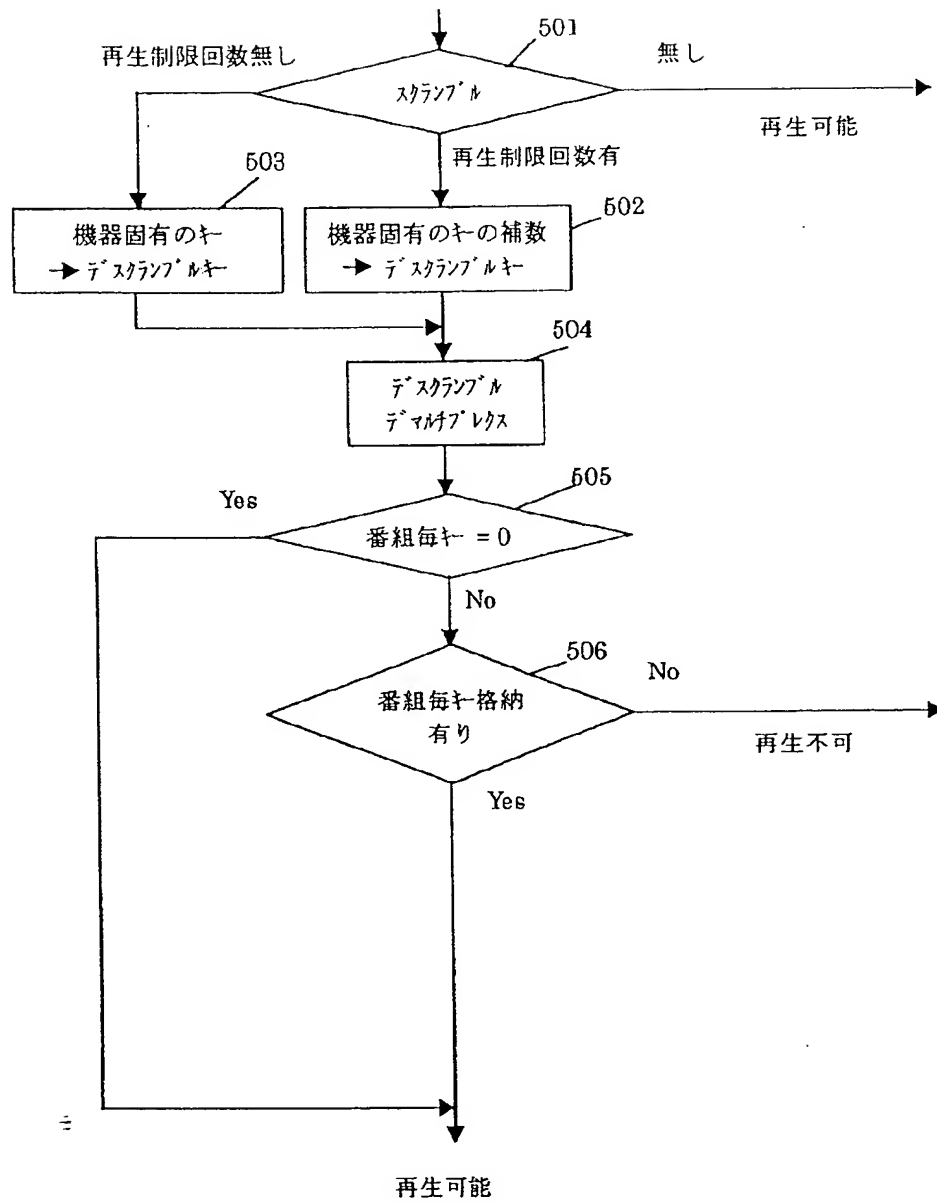 501
再生制限回数無し
無し
スクランブル
再生可能
再生制限回数有
503
502
機器固有のキー
→ デスクランブルキー
機器固有のキーの補数
→ デスクランブルキー
504
デスクランブル
デマルチプレクス
505
Yes
番組毎キー = 0
No
506
No
番組毎キー格納
有り
再生不可
Yes
再生可能